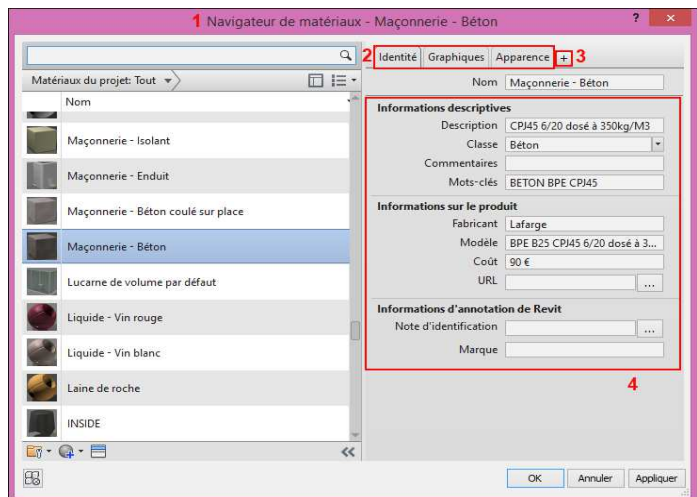 1 Navigateur de matériaux - Maçonnerie - Béton ? ×
2 Identité Graphiques Apparence + 3
Matériaux du projet: Tout
Nom
Maçonnerie - Isolant
Maçonnerie - Enduit
Maçonnerie - Béton coulé sur place
Maçonnerie - Béton
Lucarne de volume par défaut
Liquide - Vin rouge
Liquide - Vin blanc
Laine de roche
INSIDE
Nom Maçonnerie - Béton
Informations descriptives
Description CPJ45 6/20 dosé à 350kg/M3
Classe Béton
Commentaires
Mots-clés BETON BPE CPJ45
Informations sur le produit
Fabricant Lafarge
Modèle BPE B25 CPJ45 6/20 dosé à 3...
Coût 90 €
URL ...
Informations d'annotation de Revit
Note d'identification ...
Marque
4
OK Annuler Appliquer